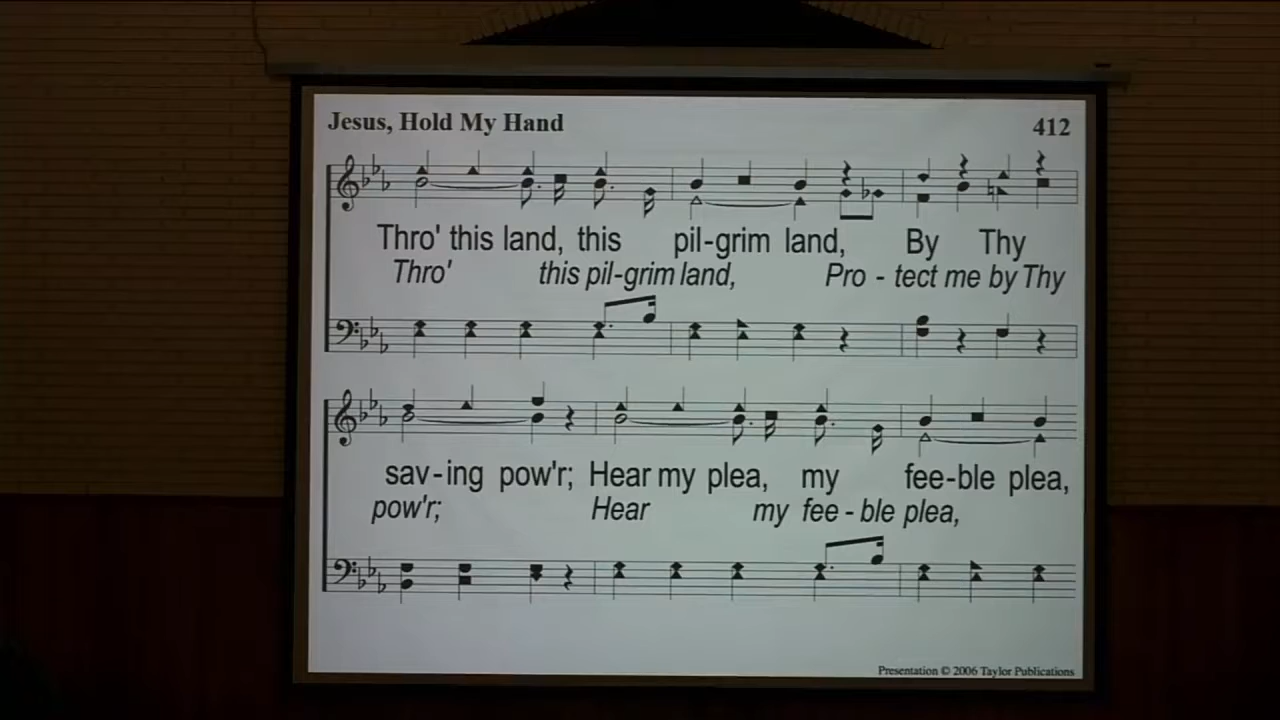 Jesus, Hold My Hand 412
Thro' this land, this pil-grim land, By Thy
Thro' this pil-grim land, Pro - tect me by Thy
sav-ing pow'r; Hear my plea, my fee-ble plea,
pow'r; Hear my fee - ble plea,
Presentation © 2006 Taylor Publications